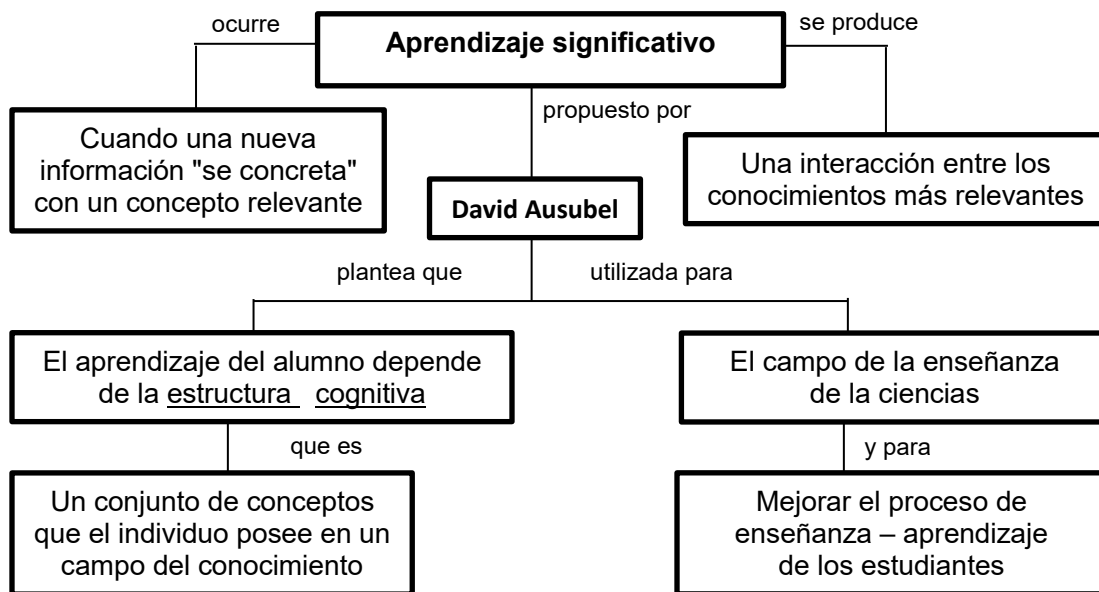 ocurre
Aprendizaje significativo
se produce
Cuando una nueva
información "se concreta"
con un concepto relevante
propuesto por
Una interacción entre los
conocimientos más relevantes
David Ausubel
plantea que
utilizada para
El aprendizaje del alumno depende
de la estructura cognitiva
El campo de la enseñanza
de la ciencias
que es
y para
Un conjunto de conceptos
que el individuo posee en un
campo del conocimiento
Mejorar el proceso de
enseñanza – aprendizaje
de los estudiantes